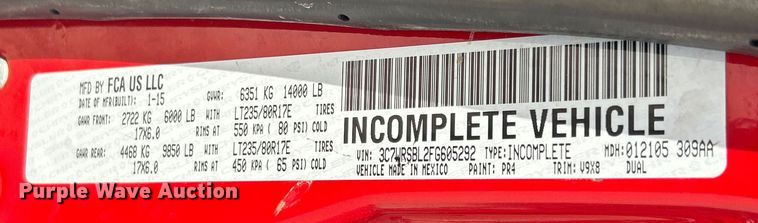 MFD BY FCA US LLC
DATE OF MFR(BUILT): 1-15 GVWR: 6351 KG 14000 LB
GAWR FRONT: 2722 KG 6000 LB WITH LT235/80R17E TIRES
17X6.0 RIMS AT 550 KPA ( 80 PSI) COLD
GAWR REAR: 4468 KG 9850 LB WITH LT235/80R17E TIRES
17X6.0 RIMS AT 450 KPA ( 65 PSI) COLD
INCOMPLETE VEHICLE
VIN: 3C7WRSBL2FG605292 TYPE: INCOMPLETE MDH: 012105 309AA
VEHICLE MADE IN MEXICO PAINT: PR4 TRIM: V9X8 DUAL
Purple Wave Auction